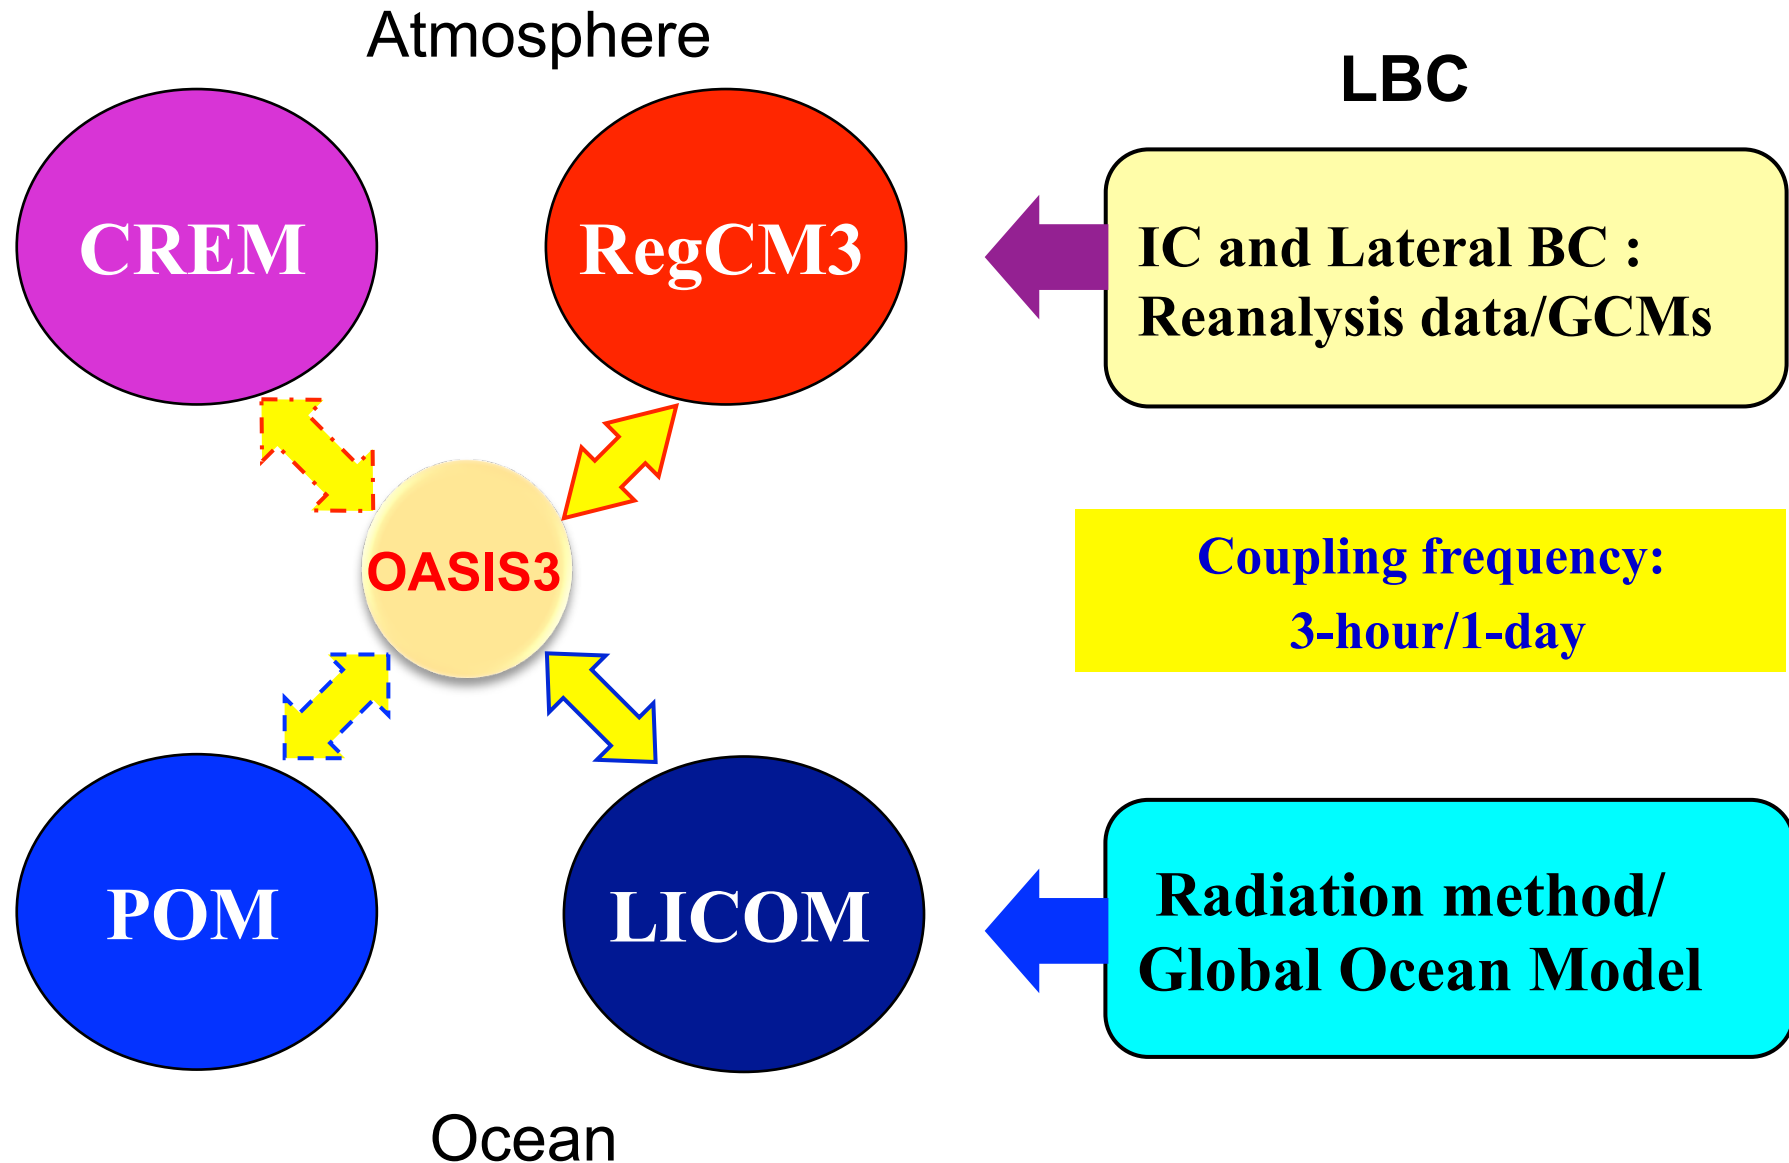 Atmosphere
LBC
CREM
RegCM3
IC and Lateral BC :
Reanalysis data/GCMs
OASIS3
Coupling frequency:
3-hour/1-day
POM
LICOM
Radiation method/
Global Ocean Model
Ocean